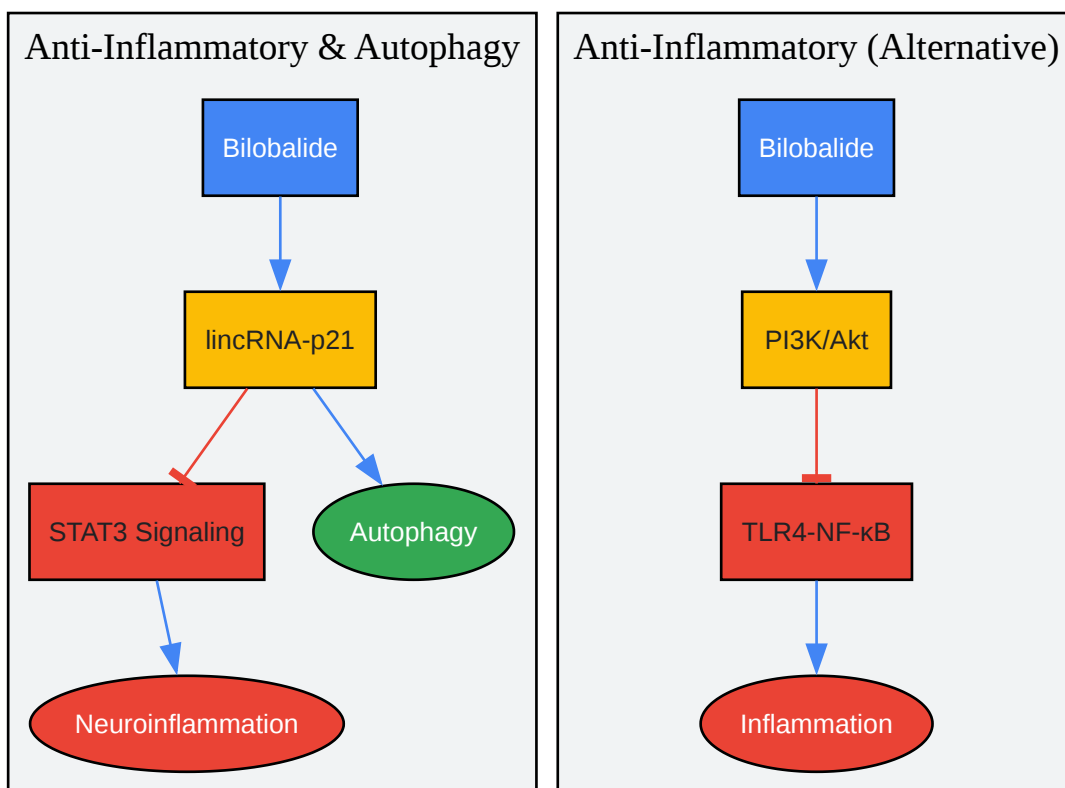 Anti-Inflammatory & Autophagy
Bilobalide
lincRNA-p21
STAT3 Signaling
Autophagy
Neuroinflammation
Anti-Inflammatory (Alternative)
Bilobalide
PI3K/Akt
TLR4-NF-κB
Inflammation